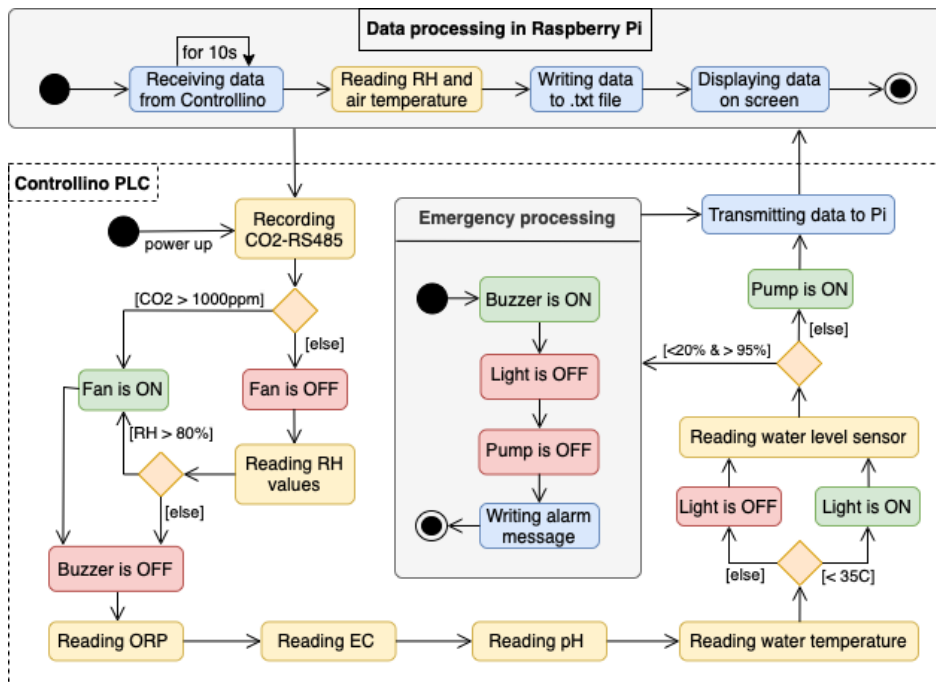 Data processing in Raspberry Pi
for 10s
Receiving data
from Controllino
Reading RH and
air temperature
Writing data
to .txt file
Displaying data
on screen
Controllino PLC
power up
Recording
CO2-RS485
[CO2 > 1000ppm]
[else]
Fan is ON
Fan is OFF
[RH > 80%]
Reading RH
values
[else]
Buzzer is OFF
Reading ORP
Reading EC
Reading pH
Reading water temperature
[else]
[< 35C]
Light is OFF
Light is ON
Reading water level sensor
[<20% & > 95%]
[else]
Pump is ON
Transmitting data to Pi
Emergency processing
Buzzer is ON
Light is OFF
Pump is OFF
Writing alarm
message